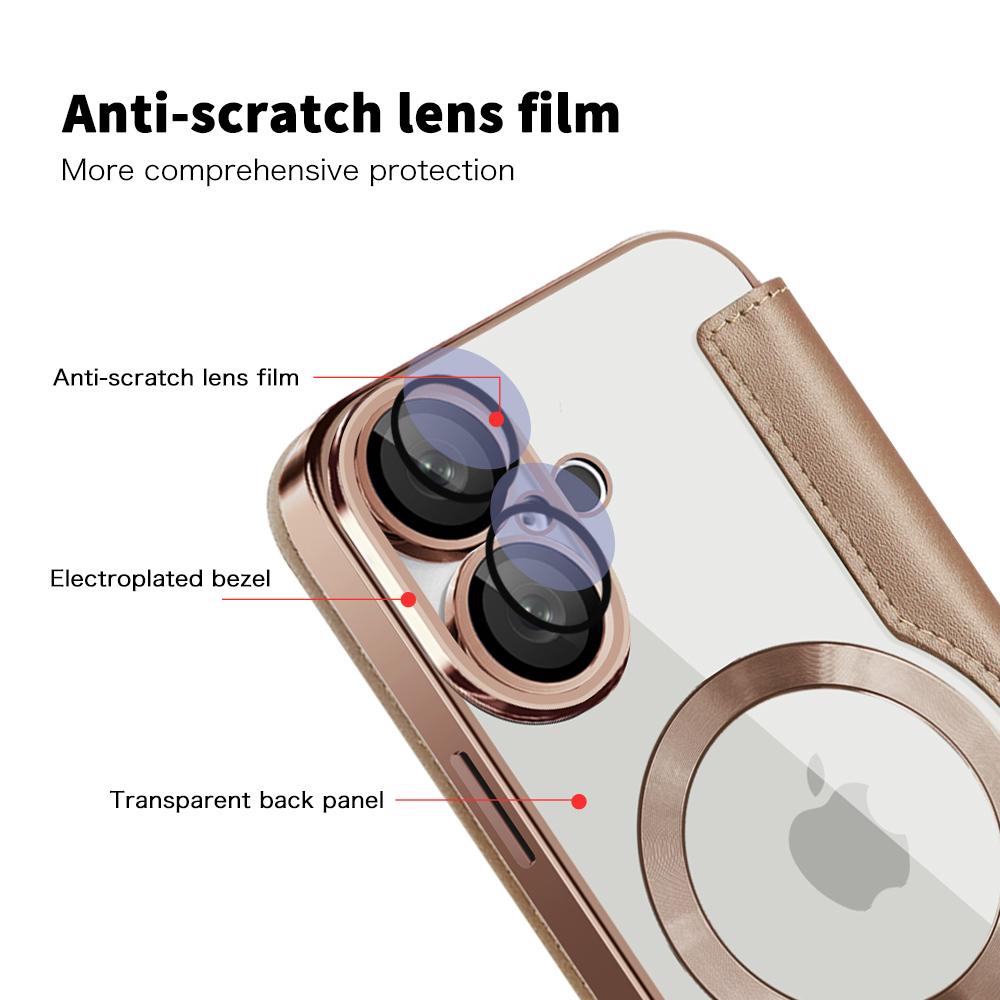 Anti-scratch lens film
More comprehensive protection
Anti-scratch lens film
Electroplated bezel
Transparent back panel